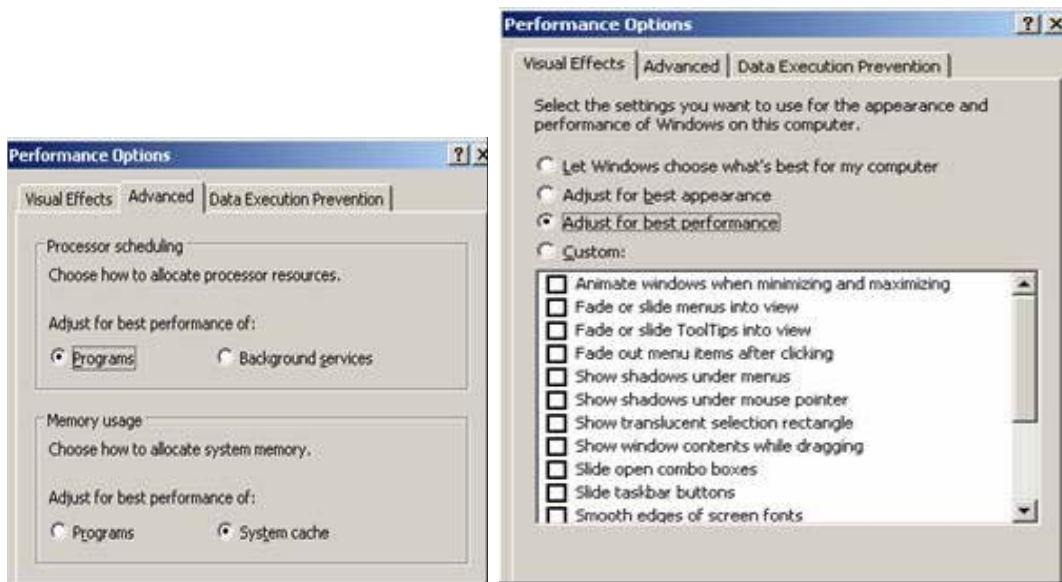 Performance Options
Visual Effects Advanced Data Execution Prevention
Processor scheduling
Choose how to allocate processor resources.
Adjust for best performance of:
Programs Background services
Memory usage
Choose how to allocate system memory.
Adjust for best performance of:
Programs System cache
Performance Options
Visual Effects Advanced Data Execution Prevention
Select the settings you want to use for the appearance and
performance of Windows on this computer.
Let Windows choose what's best for my computer
Adjust for best appearance
Adjust for best performance
Custom:
Animate windows when minimizing and maximizing
Fade or slide menus into view
Fade or slide ToolTips into view
Fade out menu items after clicking
Show shadows under menus
Show shadows under mouse pointer
Show translucent selection rectangle
Show window contents while dragging
Slide open combo boxes
Slide taskbar buttons
Smooth edges of screen fonts